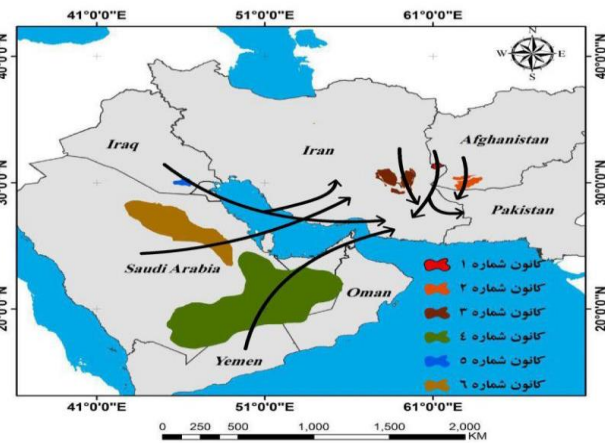 41°0'0"E 51°0'0"E 61°0'0"E
N
W E
S
40°0'0"N 40°0'0"N
Iraq
Iran
Afghanistan
30°0'0"N 30°0'0"N
Pakistan
Saudi Arabia
Oman
Yemen
20°0'0"N 20°0'0"N
کانون شماره ۱
کانون شماره ۲
کانون شماره ۳
کانون شماره ٤
کانون شماره ٥
کانون شماره ٦
41°0'0"E 51°0'0"E 61°0'0"E
0 250 500 1,000 1,500 2,000
KM